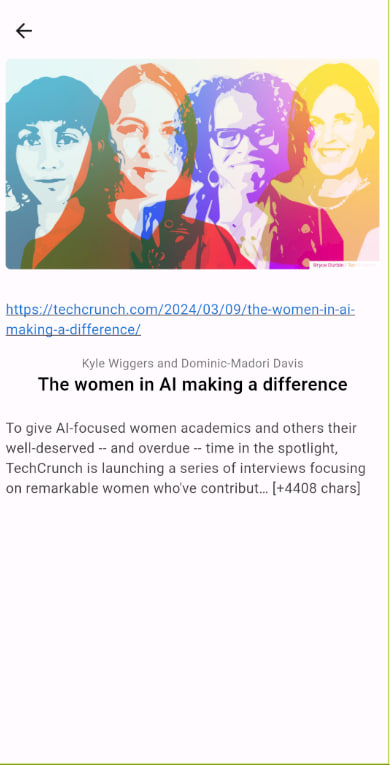 Bryce Durbin
https://techcrunch.com/2024/03/09/the-women-in-ai-
making-a-difference/
Kyle Wiggers and Dominic-Madori Davis
The women in AI making a difference
To give AI-focused women academics and others their
well-deserved -- and overdue -- time in the spotlight,
TechCrunch is launching a series of interviews focusing
on remarkable women who've contribut… [+4408 chars]